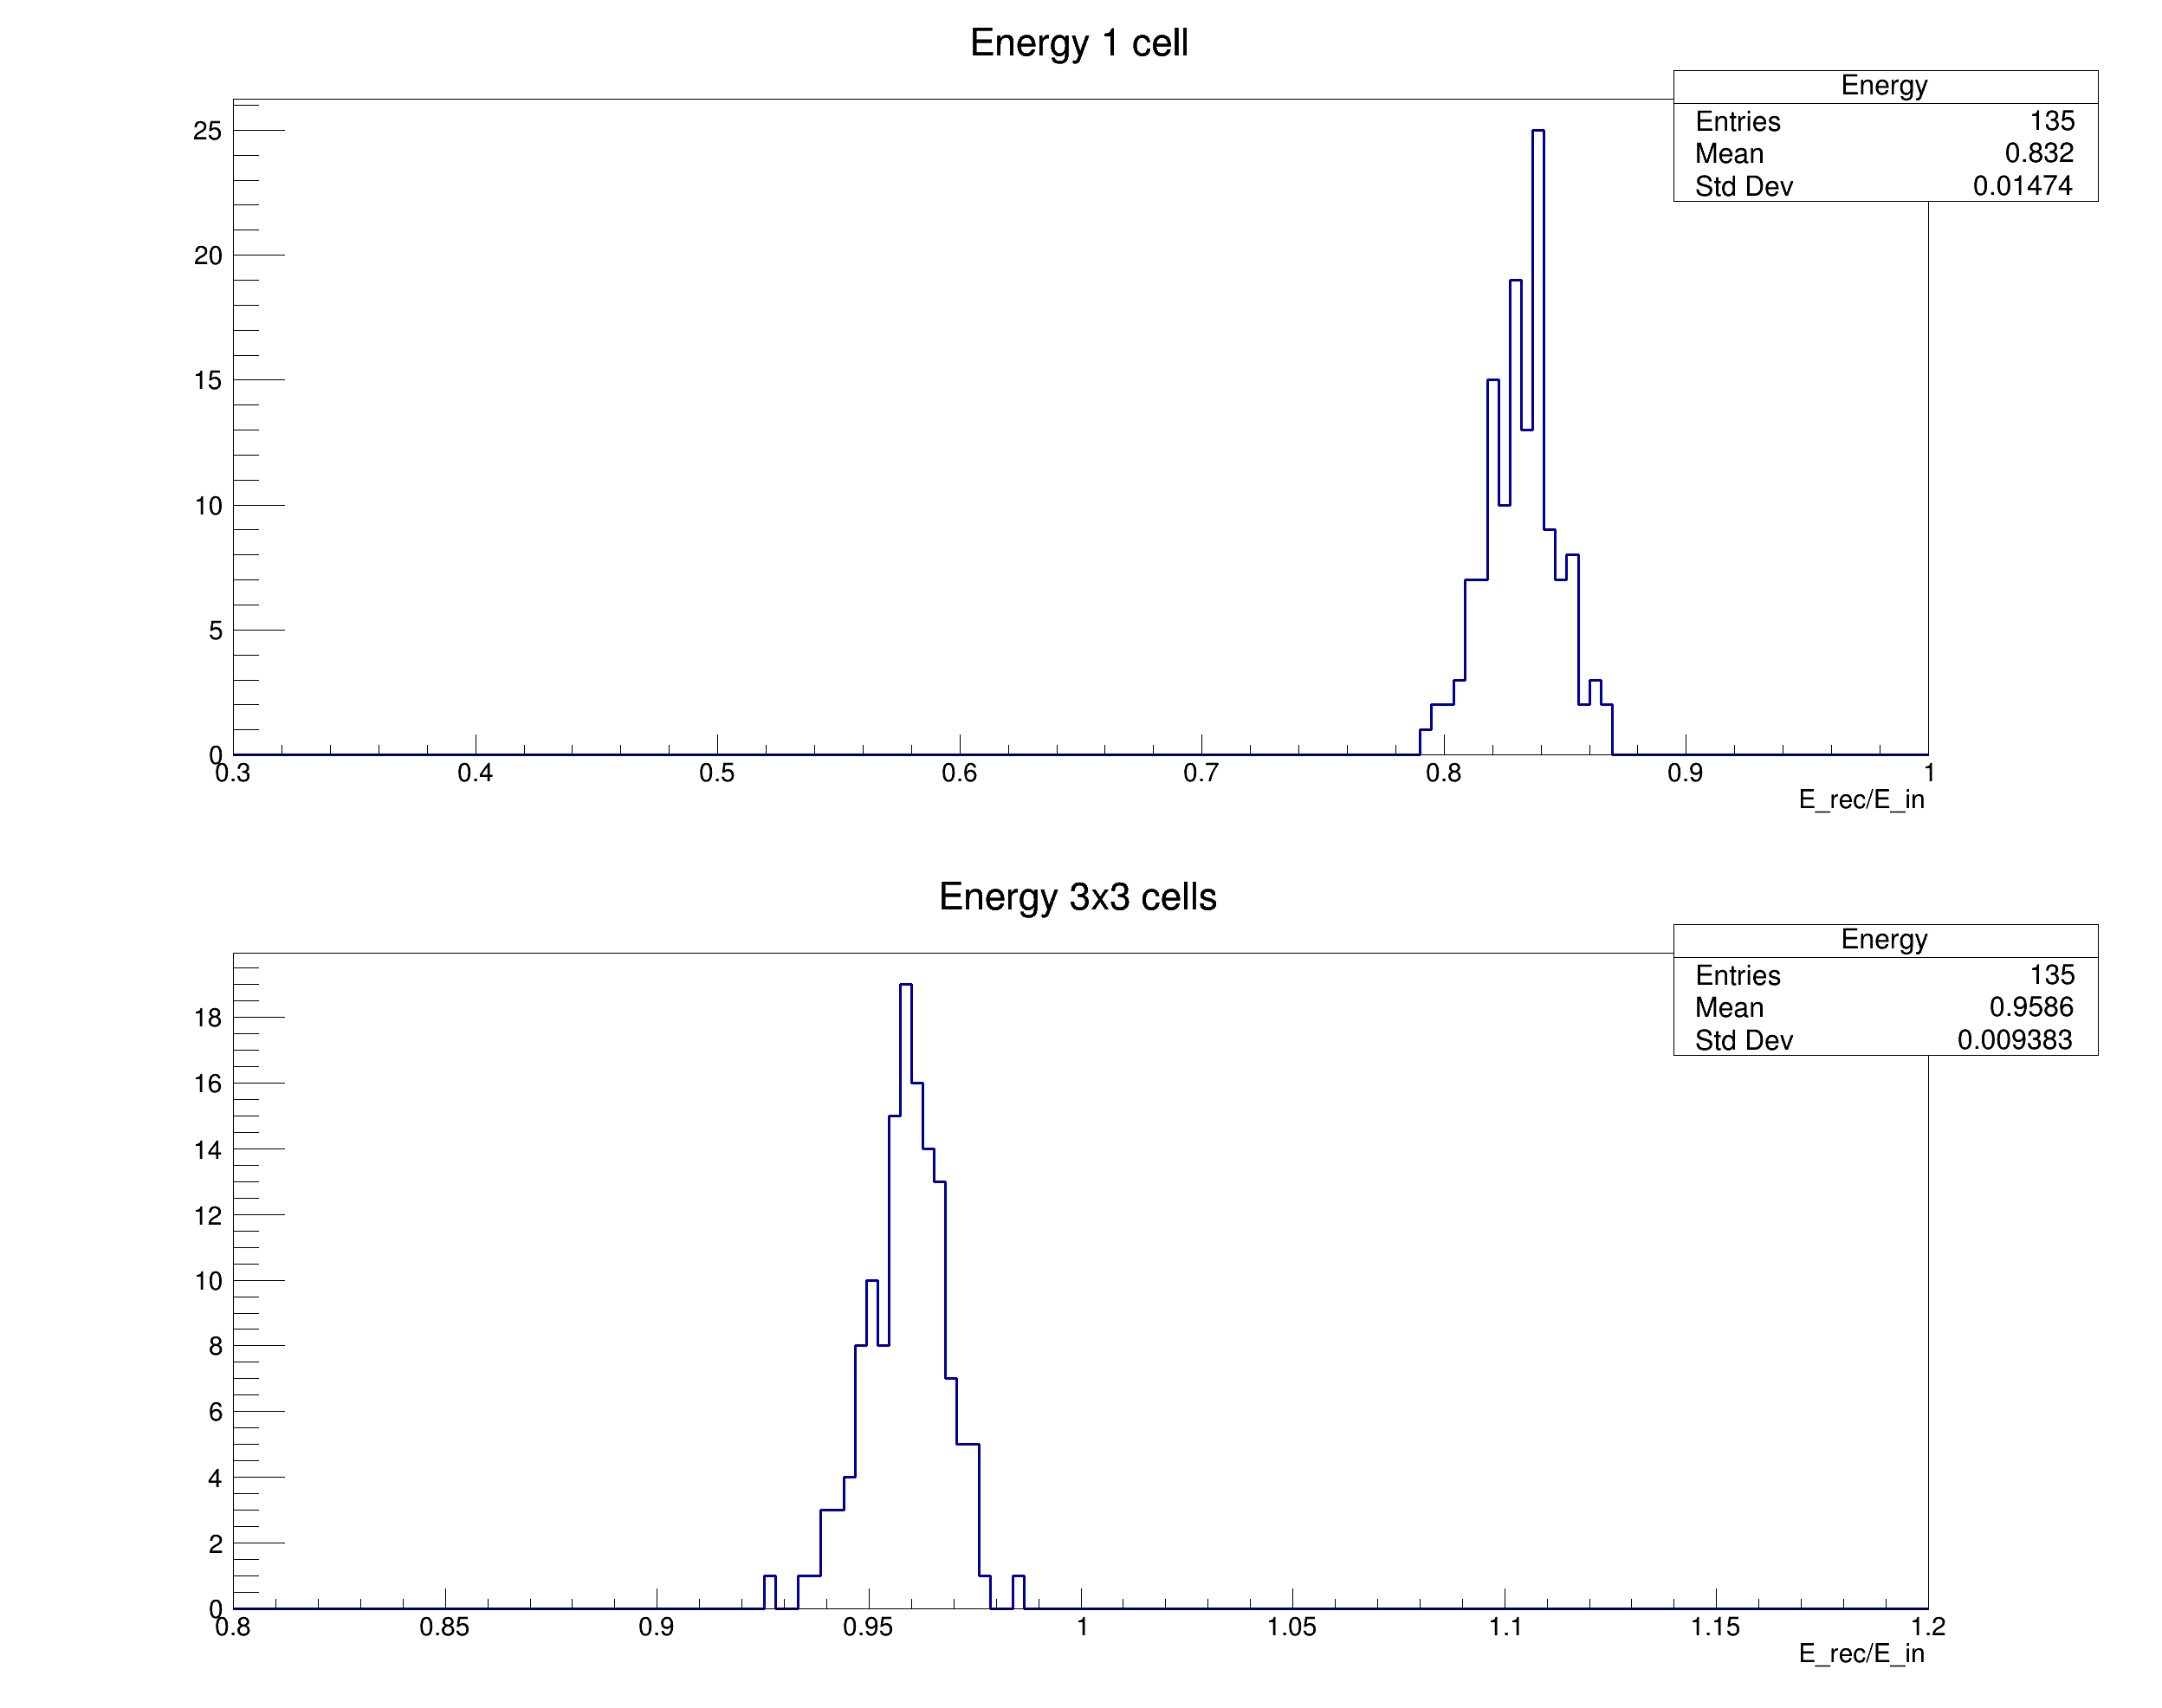 Energy 1 cell
Energy
Entries 135
Mean 0.832
Std Dev 0.01474
25
20
15
10
5
0
0.3 0.4 0.5 0.6 0.7 0.8 0.9 1
E_rec/E_in
Energy 3x3 cells
Energy
Entries 135
Mean 0.9586
Std Dev 0.009383
18
16
14
12
10
8
6
4
2
0
0.8 0.85 0.9 0.95 1 1.05 1.1 1.15 1.2
E_rec/E_in